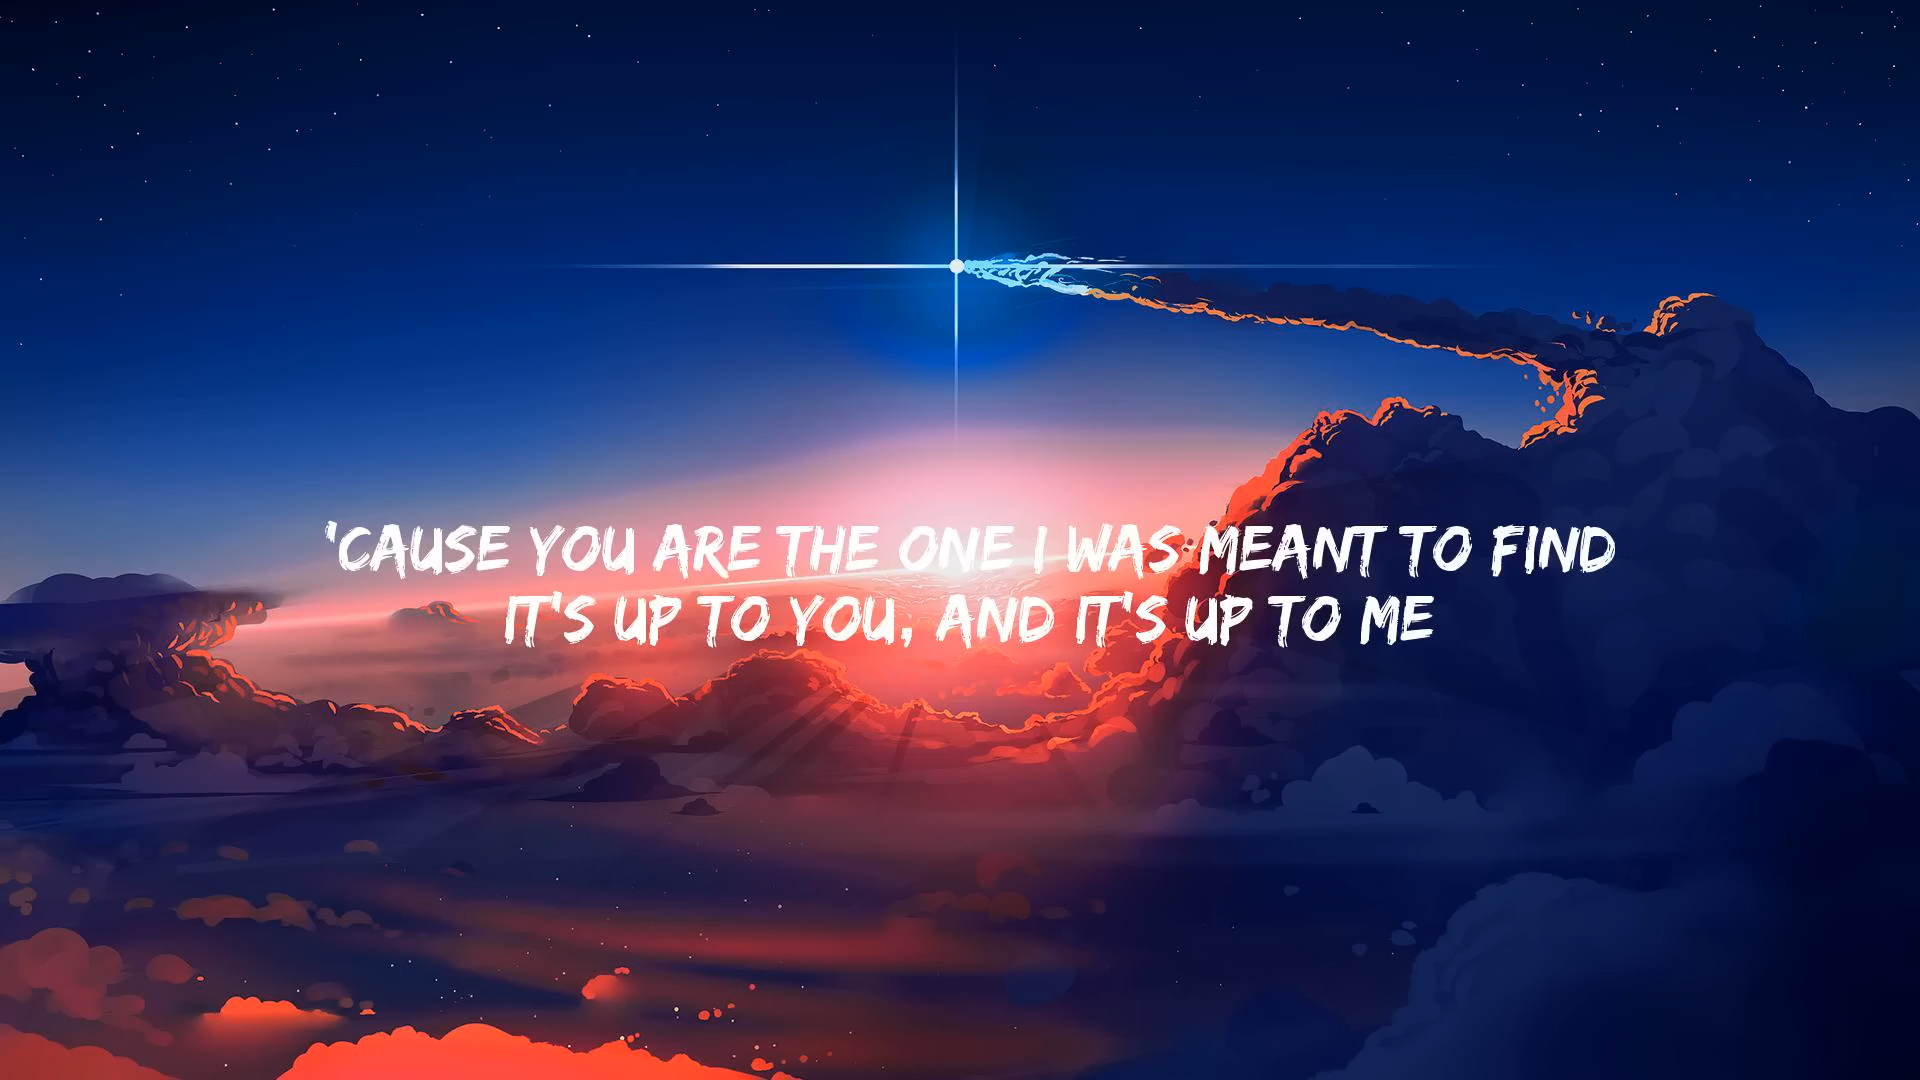 'CAUSE YOU ARE THE ONE I WAS MEANT TO FIND
IT'S UP TO YOU, AND IT'S UP TO ME